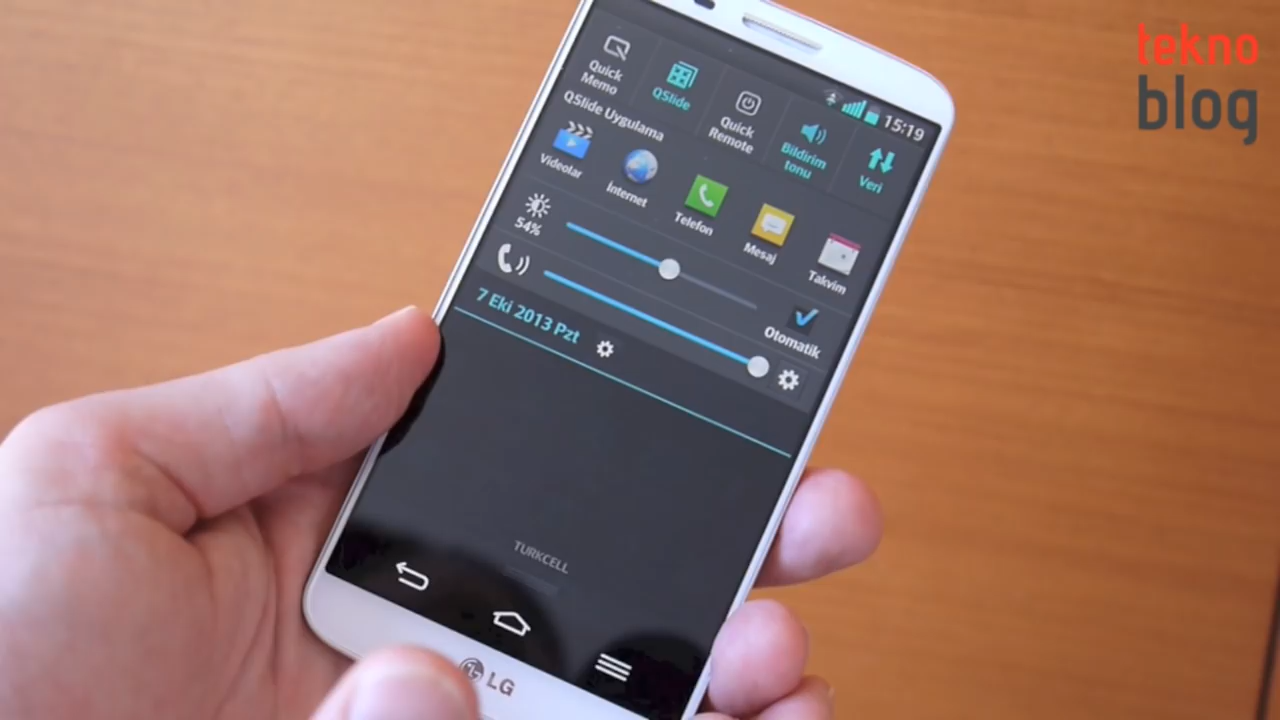 tekno
blog
15:19
Quick
Memo
QSlide
Quick
Remote
Bildirim
tonu
Veri
QSlide Uygulama
Videolar
İnternet
Telefon
Mesaj
Takvim
54%
Otomatik
7 Eki 2013 Pzt
TURKCELL
LG